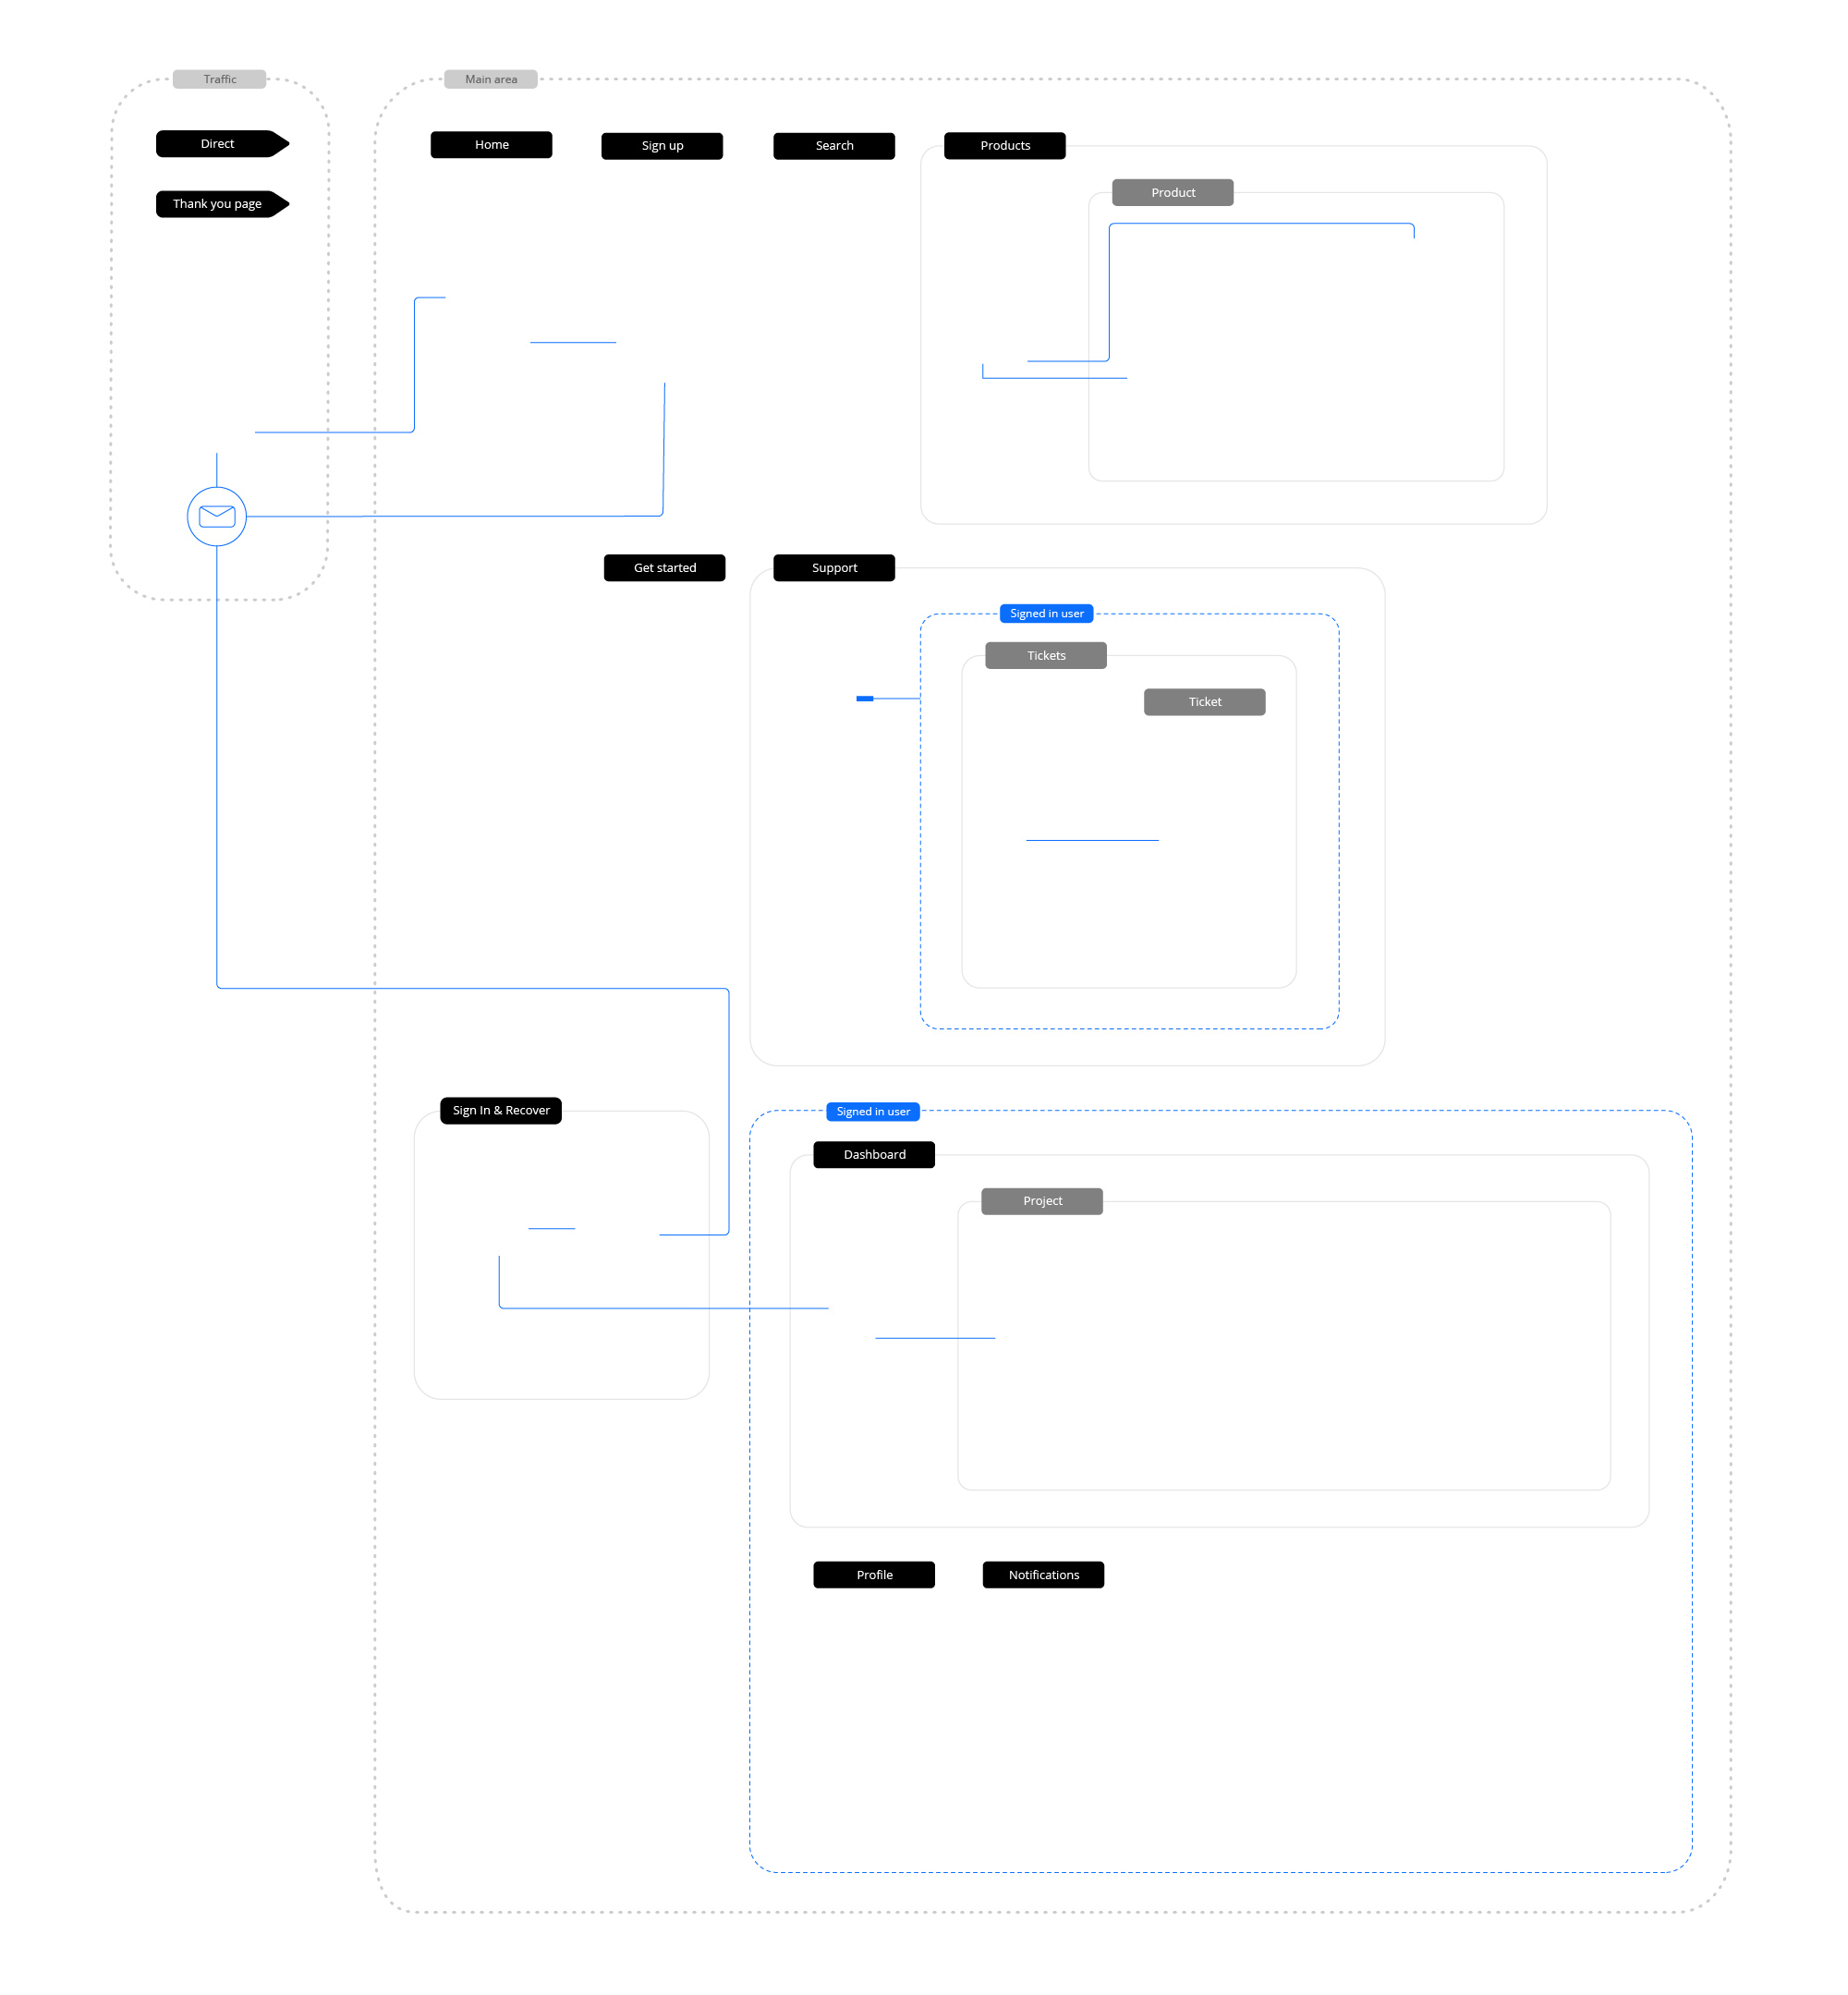 Traffic
Main area
Direct
Home
Sign up
Search
Products
Product
Thank you page
Get started
Support
Signed in user
Tickets
Ticket
Sign In & Recover
Signed in user
Dashboard
Project
Profile
Notifications